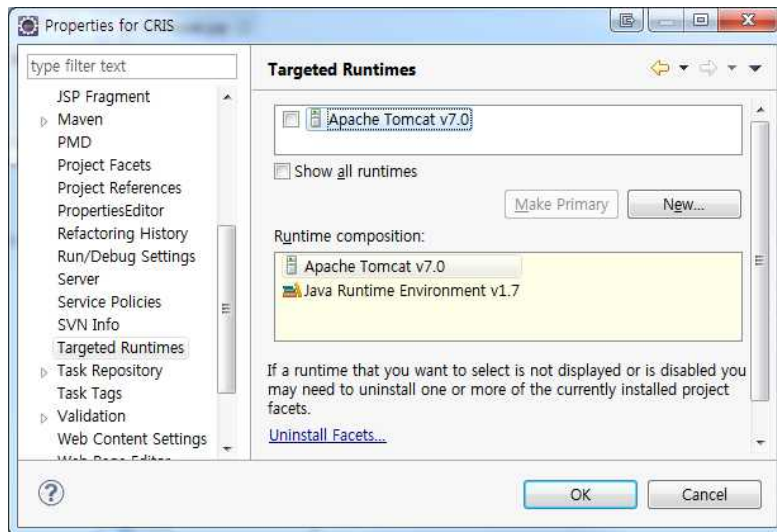 Properties for CRIS
type filter text
JSP Fragment
Maven
PMD
Project Facets
Project References
PropertiesEditor
Refactoring History
Run/Debug Settings
Server
Service Policies
SVN Info
Targeted Runtimes
Task Repository
Task Tags
Validation
Web Content Settings
Web Page Editor
Targeted Runtimes
Apache Tomcat v7.0
Show all runtimes
Make Primary
New...
Runtime composition:
Apache Tomcat v7.0
Java Runtime Environment v1.7
If a runtime that you want to select is not displayed or is disabled you
may need to uninstall one or more of the currently installed project
facets.
Uninstall Facets...
OK
Cancel